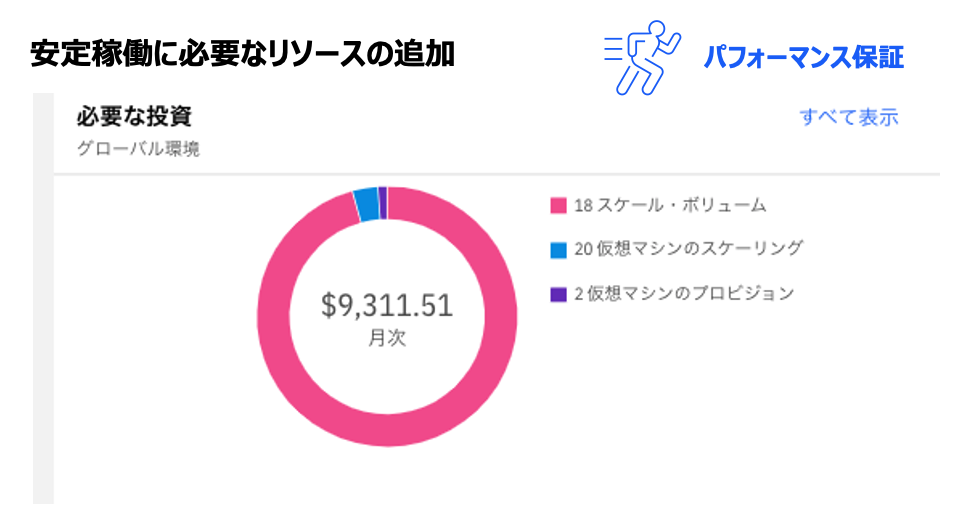 安定稼働に必要なリソースの追加
パフォーマンス保証
必要な投資
すべて表示
グローバル環境
18 スケール・ボリューム
20 仮想マシンのスケーリング
2 仮想マシンのプロビジョン
$9,311.51
月次